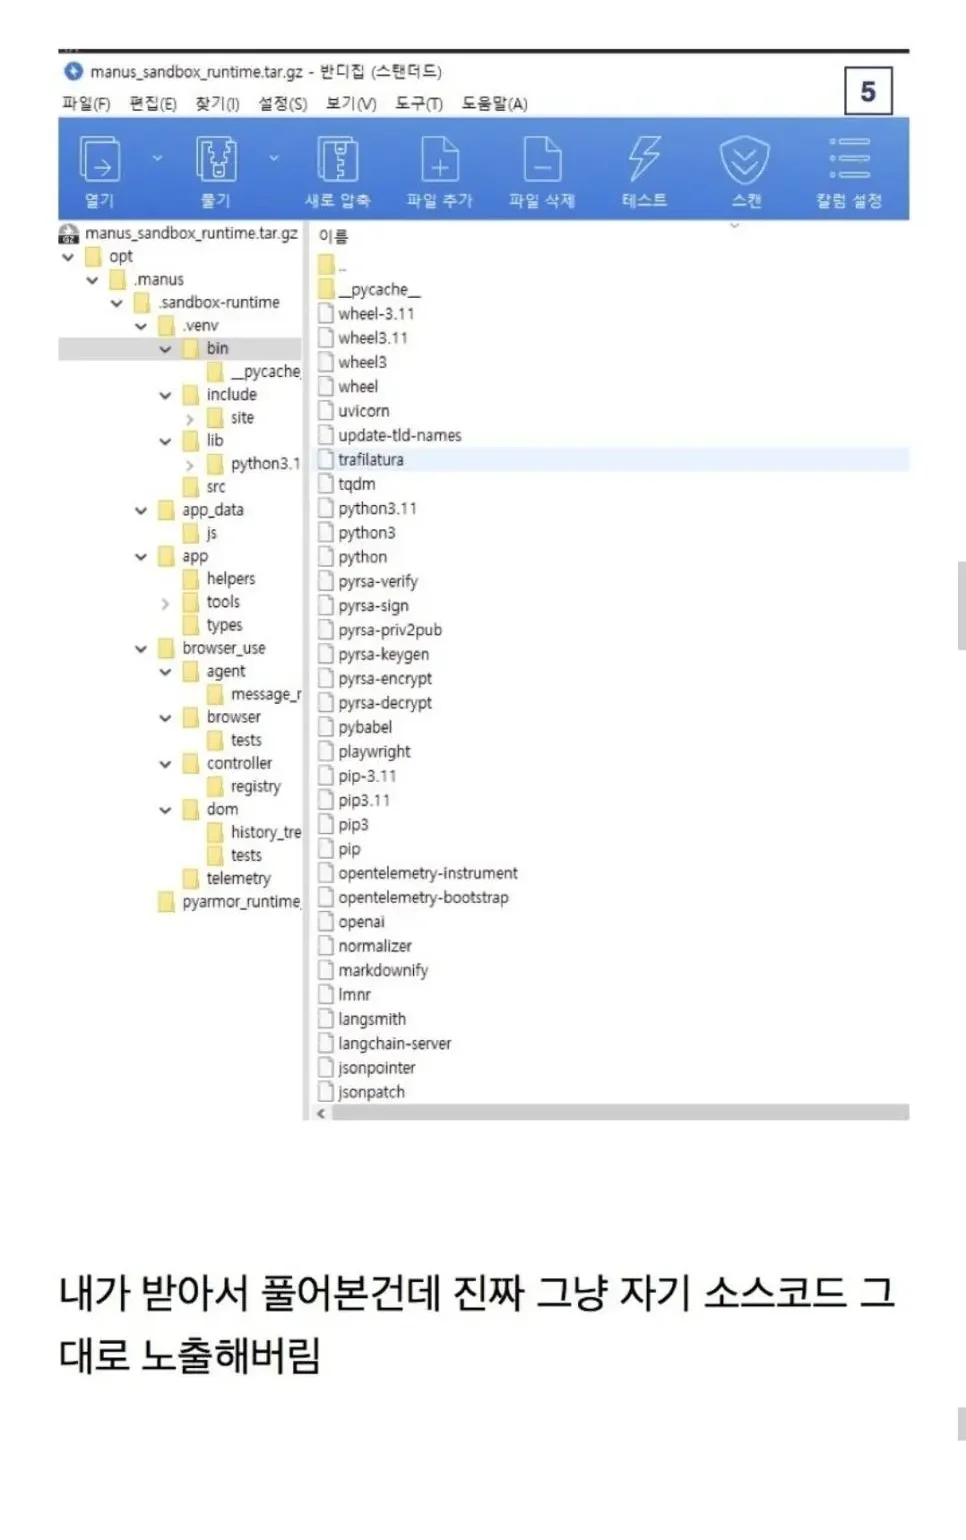 manus_sandbox_runtime.tar.gz - 반디집 (스탠더드)
5
파일(F) 편집(E) 찾기(I) 설정(S) 보기(V) 도구(T) 도움말(A)
열기 풀기 새로 압축 파일 추가 파일 삭제 테스트 스캔 칼럼 설정
manus_sandbox_runtime.tar.gz
opt
.manus
.sandbox-runtime
.venv
bin
__pycache_
include
site
lib
python3.1
src
app_data
js
app
helpers
tools
types
browser_use
agent
message_r
browser
tests
controller
registry
dom
history_tre
tests
telemetry
pyarmor_runtime_
이름
..
__pycache__
wheel-3.11
wheel3.11
wheel3
wheel
uvicorn
update-tld-names
trafilatura
tqdm
python3.11
python3
python
pyrsa-verify
pyrsa-sign
pyrsa-priv2pub
pyrsa-keygen
pyrsa-encrypt
pyrsa-decrypt
pybabel
playwright
pip-3.11
pip3.11
pip3
pip
opentelemetry-instrument
opentelemetry-bootstrap
openai
normalizer
markdownify
lmnr
langsmith
langchain-server
jsonpointer
jsonpatch
내가 받아서 풀어본건데 진짜 그냥 자기 소스코드 그
대로 노출해버림